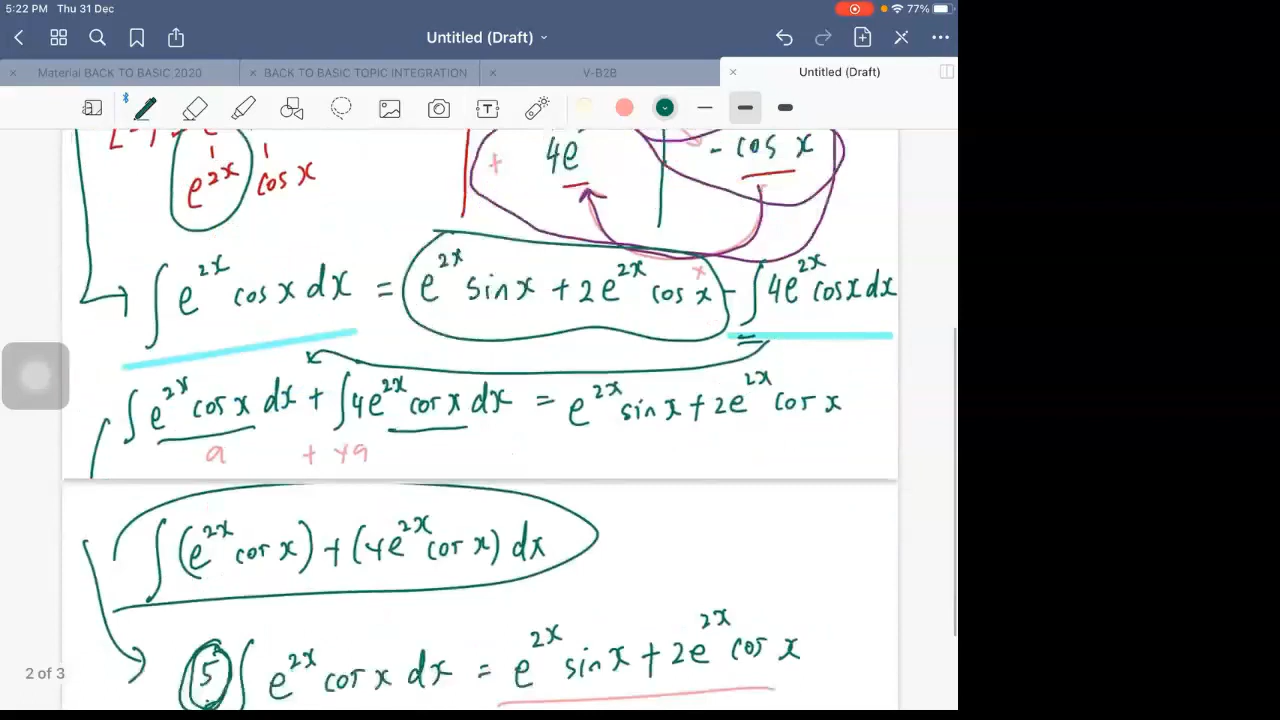 5:22 PM Thu 31 Dec 77%
Untitled (Draft)
Material BACK TO BASIC 2020
BACK TO BASIC TOPIC INTEGRATION
V-B2B
Untitled (Draft)
+ 4e - cos x
e^2x cos x
∫ e^2x cos x dx = e^2x sin x + 2e^2x cos x - ∫ 4e^2x cos x dx
∫ e^2x cos x dx + ∫ 4e^2x cos x dx = e^2x sin x + 2e^2x cos x
a + 4a
∫ (e^2x cos x) + (4e^2x cos x) dx
5 ∫ e^2x cos x dx = e^2x sin x + 2e^2x cos x
2 of 3